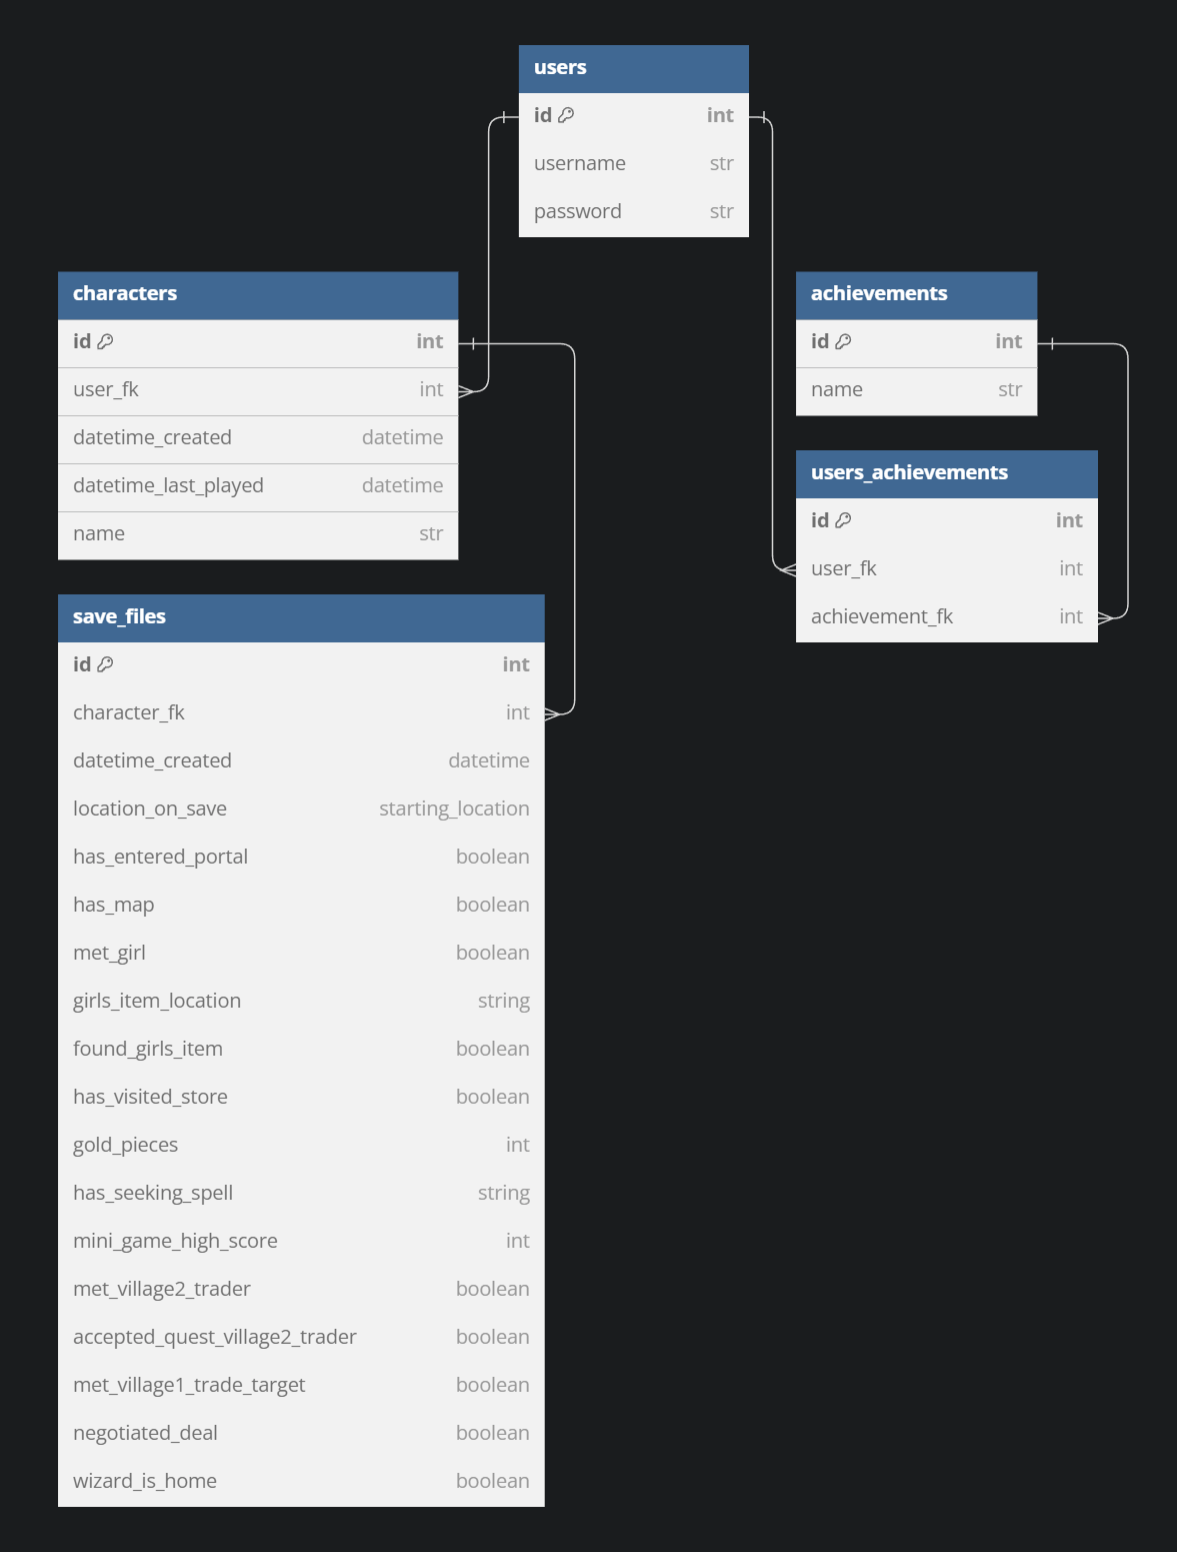 users
id int
username str
password str
characters
id int
user_fk int
datetime_created datetime
datetime_last_played datetime
name str
achievements
id int
name str
users_achievements
id int
user_fk int
achievement_fk int
save_files
id int
character_fk int
datetime_created datetime
location_on_save starting_location
has_entered_portal boolean
has_map boolean
met_girl boolean
girls_item_location string
found_girls_item boolean
has_visited_store boolean
gold_pieces int
has_seeking_spell string
mini_game_high_score int
met_village2_trader boolean
accepted_quest_village2_trader boolean
met_village1_trade_target boolean
negotiated_deal boolean
wizard_is_home boolean